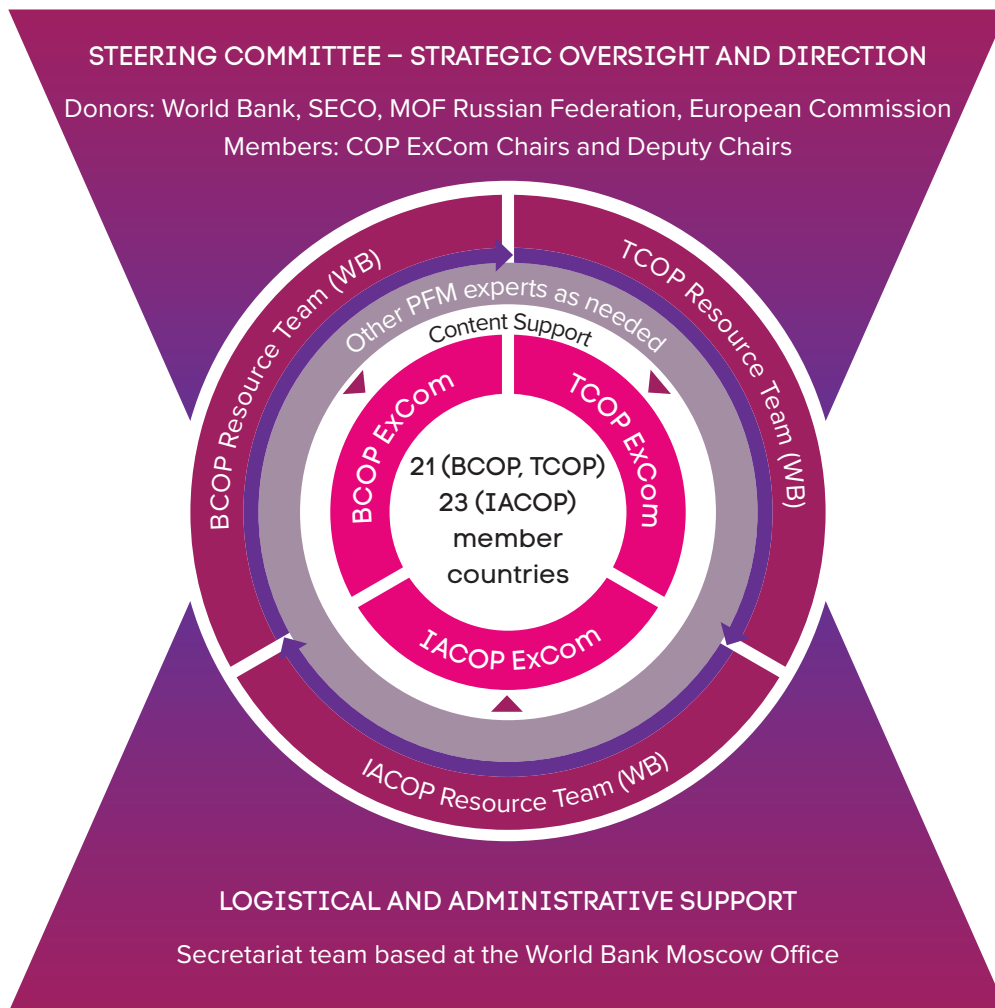 STEERING COMMITTEE – STRATEGIC OVERSIGHT AND DIRECTION
Donors: World Bank, SECO, MOF Russian Federation, European Commission
Members: COP ExCom Chairs and Deputy Chairs
BCOP Resource Team (WB)
TCOP Resource Team (WB)
Other PFM experts as needed
Content Support
BCOP ExCom
TCOP ExCom
21 (BCOP, TCOP)
23 (IACOP)
member
countries
IACOP ExCom
IACOP Resource Team (WB)
LOGISTICAL AND ADMINISTRATIVE SUPPORT
Secretariat team based at the World Bank Moscow Office